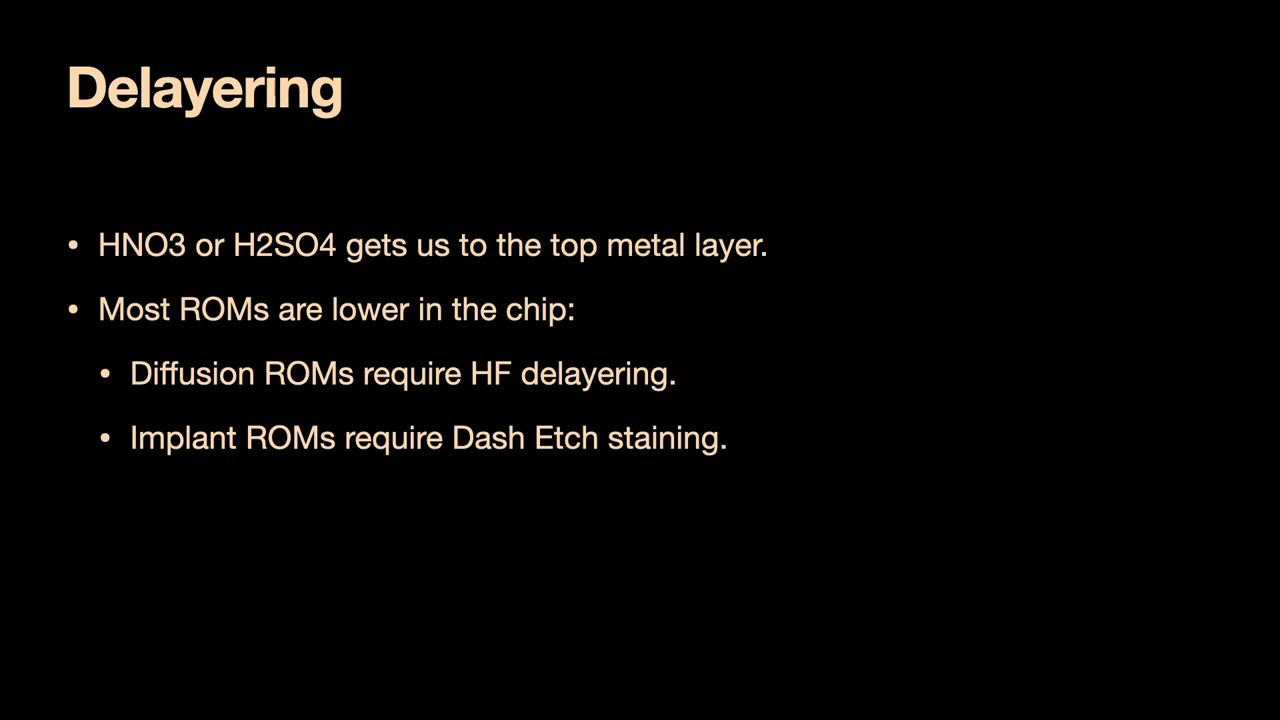 Delayering
• HNO3 or H2SO4 gets us to the top metal layer.
• Most ROMs are lower in the chip:
• Diffusion ROMs require HF delayering.
• Implant ROMs require Dash Etch staining.